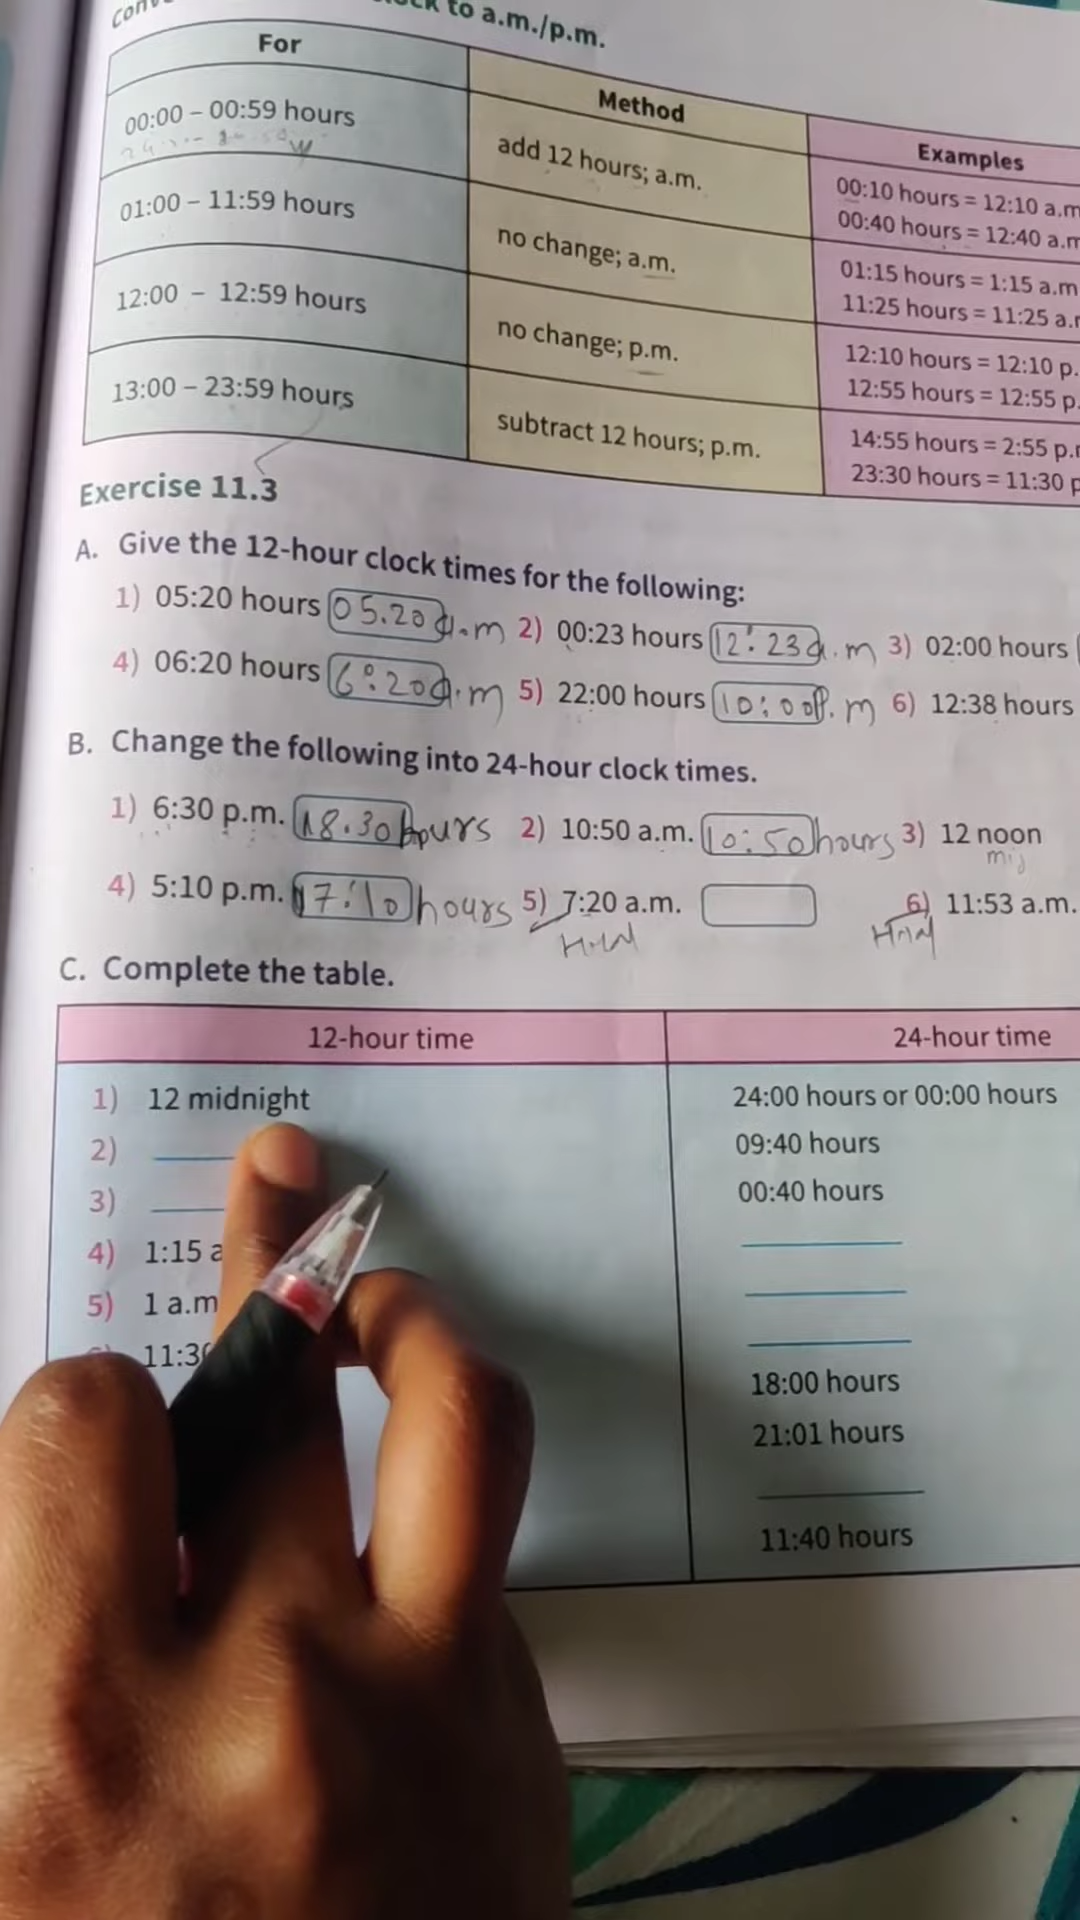 to a.m./p.m.
For Method Examples
00:00 – 00:59 hours add 12 hours; a.m. 00:10 hours = 12:10 a.m
00:40 hours = 12:40 a.m
01:00 – 11:59 hours no change; a.m. 01:15 hours = 1:15 a.m
11:25 hours = 11:25 a.
12:00 – 12:59 hours no change; p.m. 12:10 hours = 12:10 p.
12:55 hours = 12:55 p.
13:00 – 23:59 hours subtract 12 hours; p.m. 14:55 hours = 2:55 p.
23:30 hours = 11:30 p
Exercise 11.3
A. Give the 12-hour clock times for the following:
1) 05:20 hours 05.20 a.m 2) 00:23 hours 12:23 a.m 3) 02:00 hours
4) 06:20 hours 6:20 a.m 5) 22:00 hours 10:00 p.m 6) 12:38 hours
B. Change the following into 24-hour clock times.
1) 6:30 p.m. 18.30 hours 2) 10:50 a.m. 10:50 hours 3) 12 noon
4) 5:10 p.m. 17:10 hours 5) 7:20 a.m. 6) 11:53 a.m.
C. Complete the table.
12-hour time 24-hour time
1) 12 midnight 24:00 hours or 00:00 hours
2) 09:40 hours
3) 00:40 hours
4) 1:15 a
5) 1 a.m
11:30
18:00 hours
21:01 hours
11:40 hours